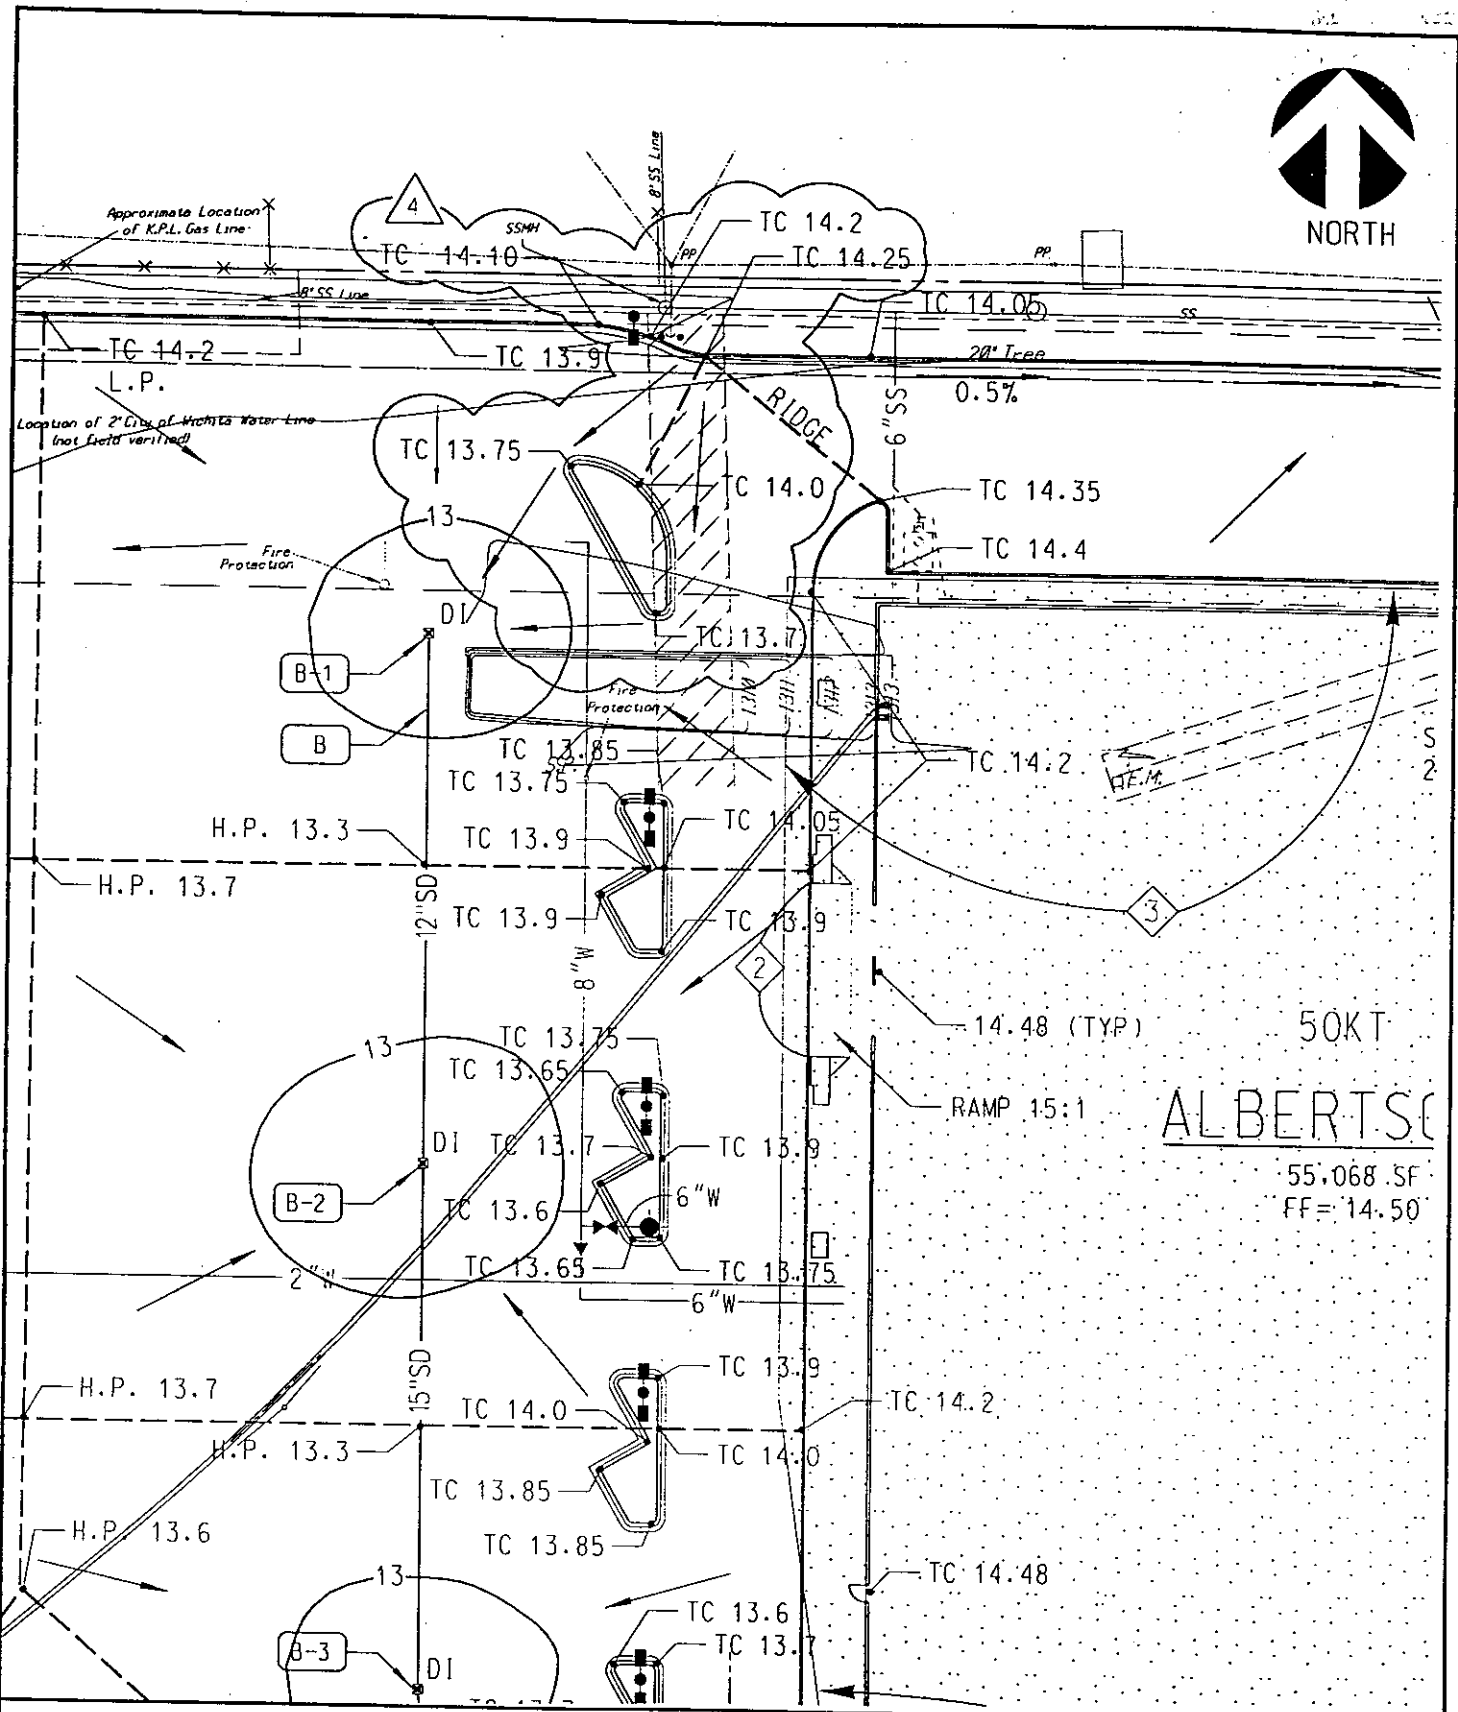 NORTH
Approximate Location
of K.P.L. Gas Line
4
SSMH
8" SS Line
PP
PP
TC 14.2
TC 14.10
TC 14.25
8" SS Line
TC 14.05
SS
TC 14.2
TC 13.9
20" Tree
0.5%
L.P.
RIDGE
6"SS
Location of 2" City of Wichita Water Line
(not field verified)
TC 13.75
TC 14.0
TC 14.35
13
TC 14.4
Fire
Protection
DI
TC 13.7
B-1
B
Fire
Protection
1310
1311
TC 13.85
TC 14.2
TC 13.75
H.P. 13.3
TC 13.9
TC 14.05
H.P. 13.7
12"SD
TC 13.9
TC 13.9
3
8"W
2
14.48 (TYP)
50KT
13
TC 13.75
TC 13.65
RAMP 15:1
ALBERTSO
DI
TC 13.7
TC 13.9
55,068 SF
FF= 14.50
B-2
TC 13.6
6"W
TC 13.65
TC 13.75
2"W
6"W
15"SD
TC 13.9
H.P. 13.7
TC 14.0
TC 14.2
H.P. 13.3
TC 14.0
TC 13.85
H.P. 13.6
TC 13.85
13
TC 14.48
TC 13.6
TC 13.7
B-3
DI